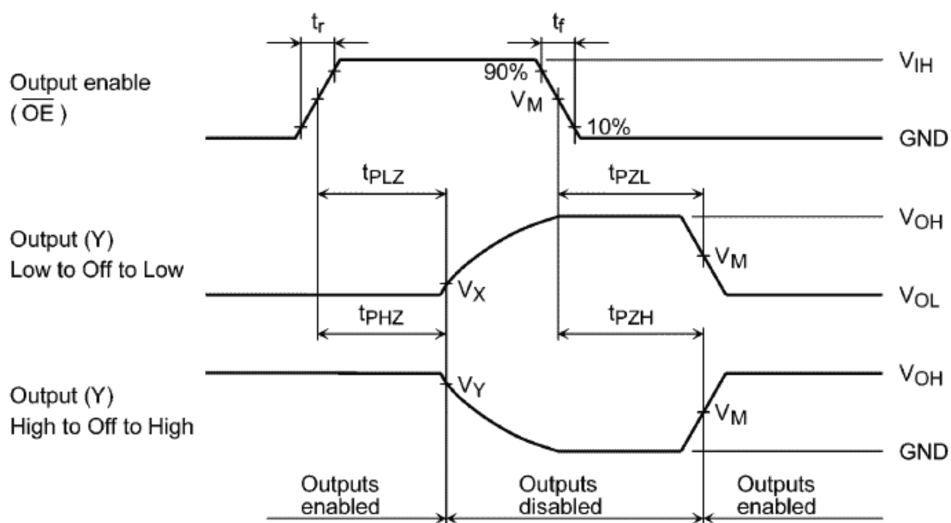 tr
tf
Output enable
( OE )
90%
VM
10%
VIH
GND
tPLZ
tPZL
Output (Y)
Low to Off to Low
VX
VOH
VM
VOL
tPHZ
tPZH
Output (Y)
High to Off to High
VY
VOH
VM
GND
Outputs
enabled
Outputs
disabled
Outputs
enabled